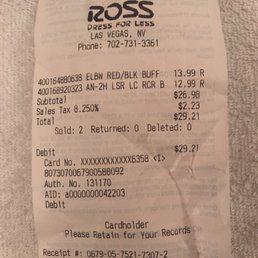 ROSS
DRESS FOR LESS
LAS VEGAS, NV
Phone: 702-731-3361
400164880638 ELBN RED/BLK BUFF 13.99 R
400168920323 AN-2H LSR LC RCR B 12.99 R
Subtotal $26.98
Sales Tax 8.250% $2.23
Total $29.21
Sold: 2 Returned: 0 Deleted: 0
Debit $29.21
Card No. XXXXXXXXXXXX6358 <I>
8073070067900588092
Auth. No. 131170
AID: a0000000042203
Debit
Cardholder
Please Retain for Your Records
Receipt #: 0679-05-7521-7307-2